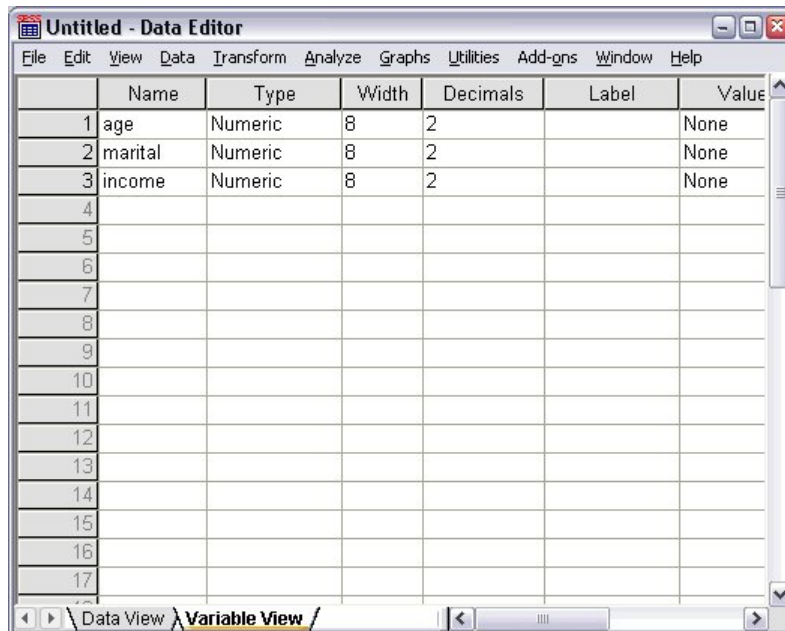 Untitled - Data Editor
File Edit View Data Transform Analyze Graphs Utilities Add-ons Window Help
Name Type Width Decimals Label Value
1 age Numeric 8 2 None
2 marital Numeric 8 2 None
3 income Numeric 8 2 None
4
5
6
7
8
9
10
11
12
13
14
15
16
17
Data View Variable View